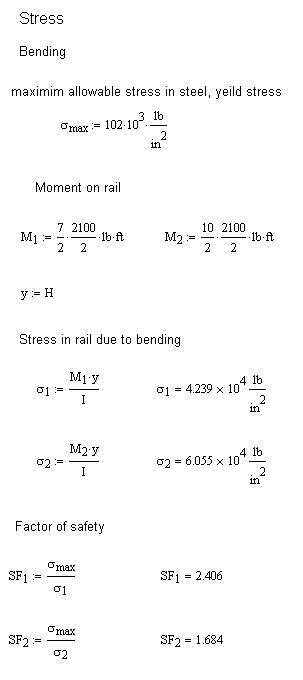 Stress
Bending
maximim allowable stress in steel, yeild stress
σmax := 102·10³· lb/in²
Moment on rail
M₁ := 7/2 · 2100/2 ·lb·ft M₂ := 10/2 · 2100/2 ·lb·ft
y := H
Stress in rail due to bending
σ₁ := M₁·y/I σ₁ = 4.239 × 10⁴ lb/in²
σ₂ := M₂·y/I σ₂ = 6.055 × 10⁴ lb/in²
Factor of safety
SF₁ := σmax/σ₁ SF₁ = 2.406
SF₂ := σmax/σ₂ SF₂ = 1.684